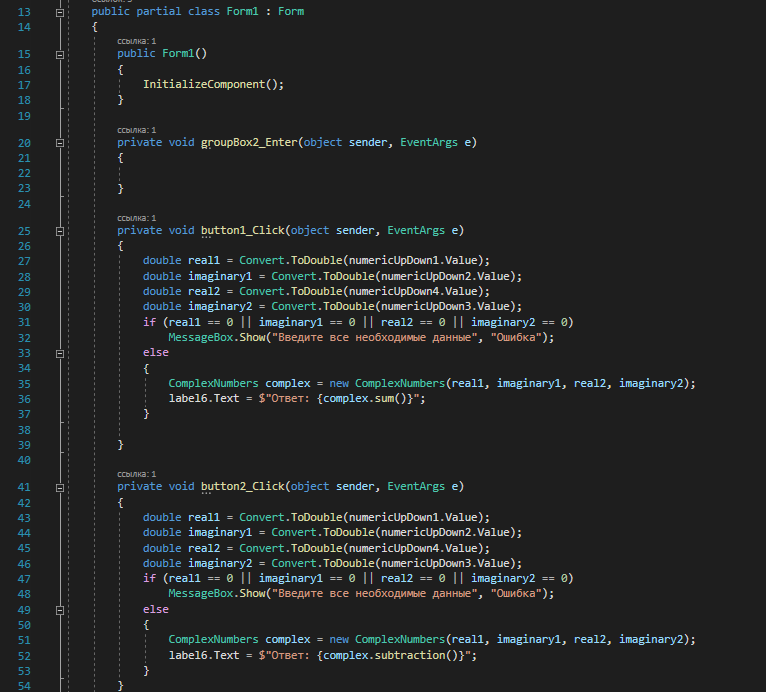 13 public partial class Form1 : Form
14 {
ссылка: 1
15 public Form1()
16 {
17 InitializeComponent();
18 }
19
ссылка: 1
20 private void groupBox2_Enter(object sender, EventArgs e)
21 {
22
23 }
24
ссылка: 1
25 private void button1_Click(object sender, EventArgs e)
26 {
27 double real1 = Convert.ToDouble(numericUpDown1.Value);
28 double imaginary1 = Convert.ToDouble(numericUpDown2.Value);
29 double real2 = Convert.ToDouble(numericUpDown4.Value);
30 double imaginary2 = Convert.ToDouble(numericUpDown3.Value);
31 if (real1 == 0 || imaginary1 == 0 || real2 == 0 || imaginary2 == 0)
32 MessageBox.Show("Введите все необходимые данные", "Ошибка");
33 else
34 {
35 ComplexNumbers complex = new ComplexNumbers(real1, imaginary1, real2, imaginary2);
36 label6.Text = $"Ответ: {complex.sum()}";
37 }
38
39 }
40
ссылка: 1
41 private void button2_Click(object sender, EventArgs e)
42 {
43 double real1 = Convert.ToDouble(numericUpDown1.Value);
44 double imaginary1 = Convert.ToDouble(numericUpDown2.Value);
45 double real2 = Convert.ToDouble(numericUpDown4.Value);
46 double imaginary2 = Convert.ToDouble(numericUpDown3.Value);
47 if (real1 == 0 || imaginary1 == 0 || real2 == 0 || imaginary2 == 0)
48 MessageBox.Show("Введите все необходимые данные", "Ошибка");
49 else
50 {
51 ComplexNumbers complex = new ComplexNumbers(real1, imaginary1, real2, imaginary2);
52 label6.Text = $"Ответ: {complex.subtraction()}";
53 }
54 }